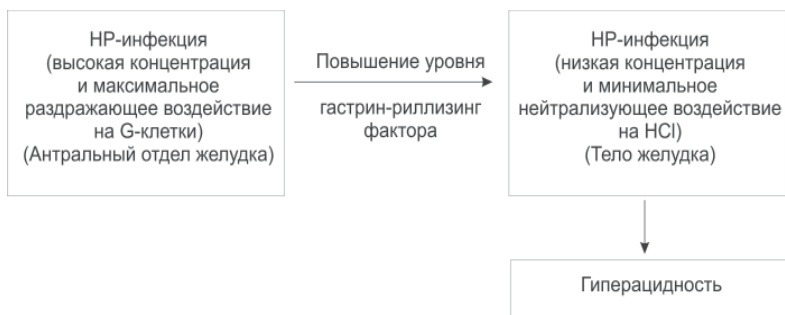 HP-инфекция
(высокая концентрация
и максимальное
раздражающее воздействие
на G-клетки)
(Антральный отдел желудка)
Повышение уровня
гастрин-риллизинг
фактора
HP-инфекция
(низкая концентрация
и минимальное
нейтрализующее воздействие
на HCl)
(Тело желудка)
Гиперацидность